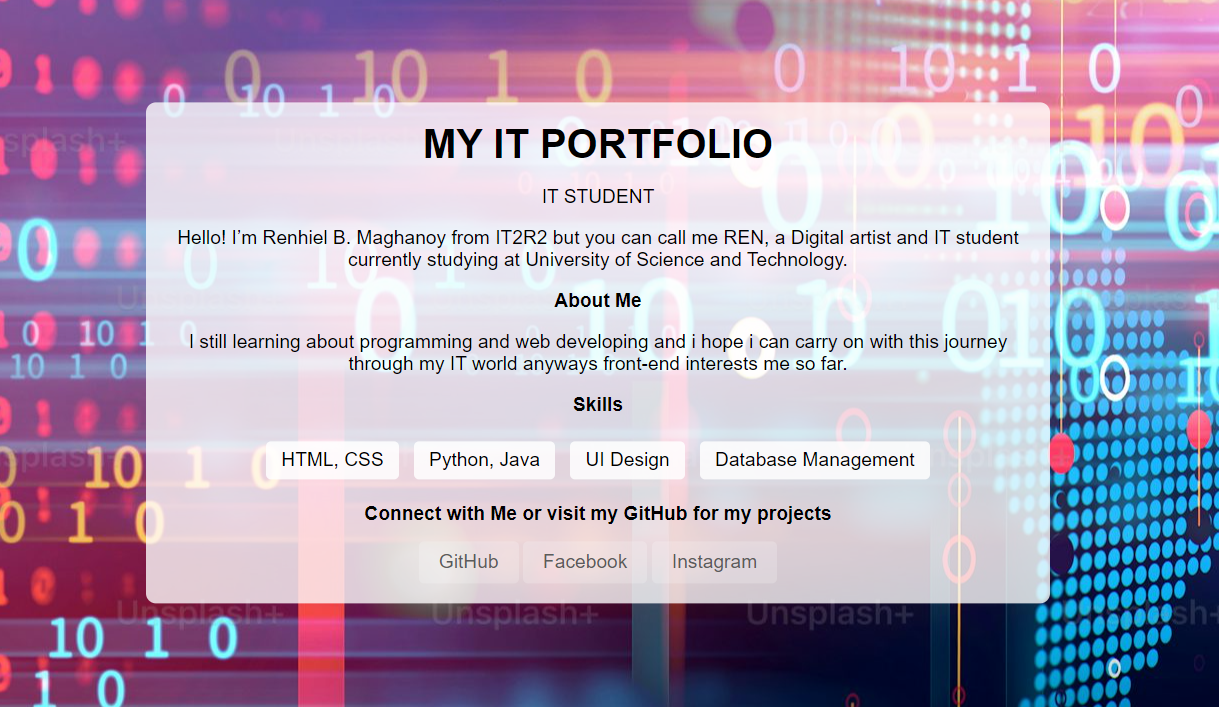 MY IT PORTFOLIO
IT STUDENT
Hello! I’m Renhiel B. Maghanoy from IT2R2 but you can call me REN, a Digital artist and IT student
currently studying at University of Science and Technology.
About Me
I still learning about programming and web developing and i hope i can carry on with this journey
through my IT world anyways front-end interests me so far.
Skills
HTML, CSS Python, Java UI Design Database Management
Connect with Me or visit my GitHub for my projects
GitHub Facebook Instagram
Unsplash+ Unsplash+ Unsplash+